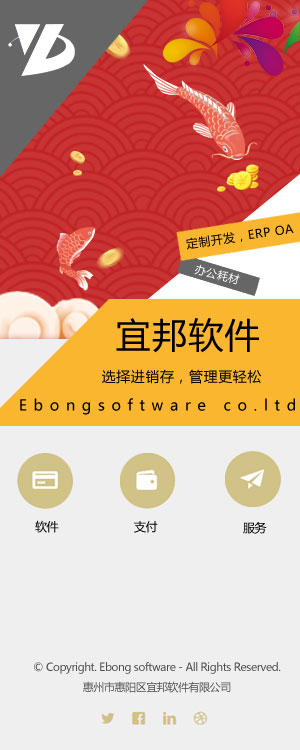 定制开发，ERP OA
办公耗材
宜邦软件
选择进销存，管理更轻松
Ebongsoftware co.ltd
软件
支付
服务
© Copyright. Ebong software - All Rights Reserved.
惠州市惠阳区宜邦软件有限公司